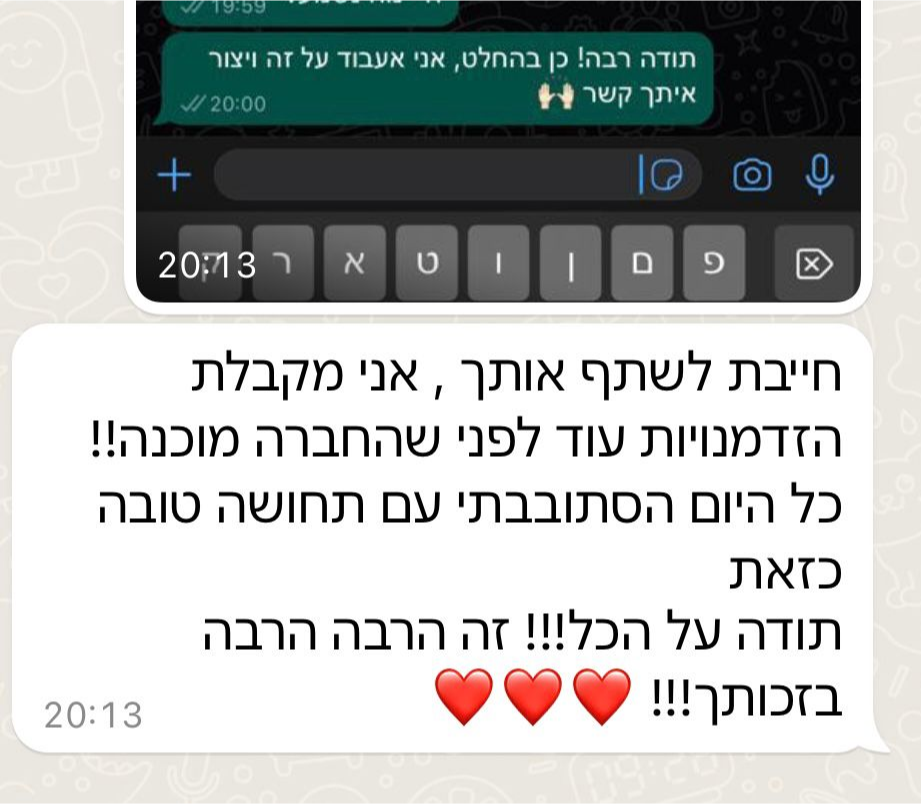 19:59
תודה רבה! כן בהחלט, אני אעבוד על זה ויצור
איתך קשר 🙌🏻
20:00
פ ם ן ו ט א ר ק
20:13
חייבת לשתף אותך , אני מקבלת
הזדמנויות עוד לפני שהחברה מוכנה!!
כל היום הסתובבתי עם תחושה טובה
כזאת
תודה על הכל!!! זה הרבה הרבה
בזכותך!!! ❤️❤️❤️
20:13